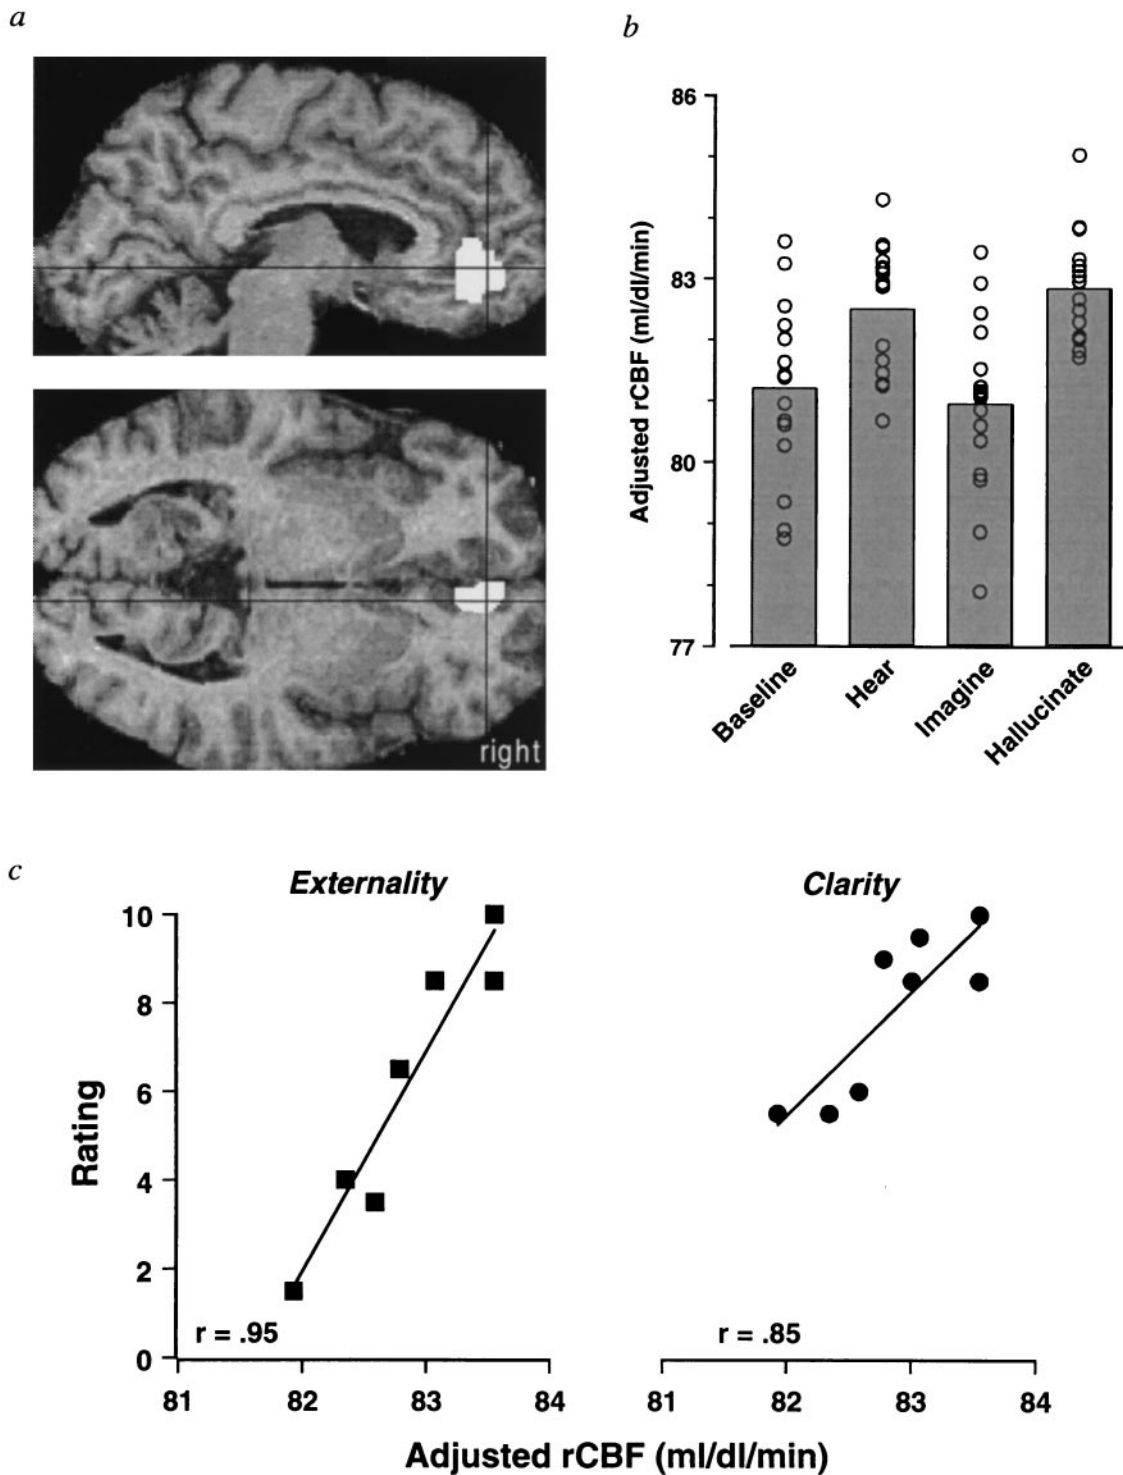 a
right
b
Adjusted rCBF (ml/dl/min)
86
83
80
77
Baseline
Hear
Imagine
Hallucinate
c
Externality
Clarity
Rating
10
8
6
4
2
0
r = .95
r = .85
81 82 83 84
81 82 83 84
Adjusted rCBF (ml/dl/min)